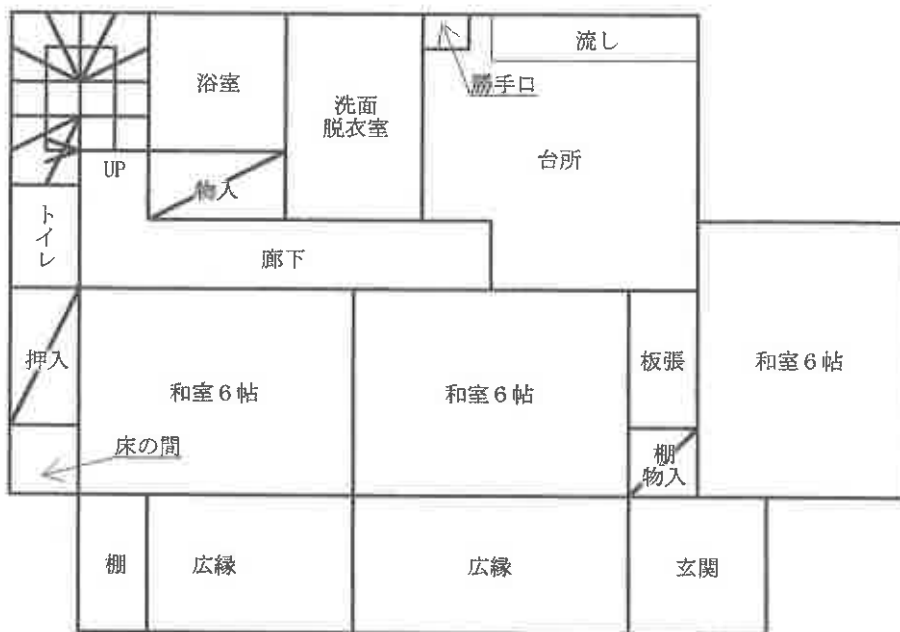 流し
浴室
勝手口
洗面
脱衣室
台所
UP
物入
トイレ
廊下
押入
和室6帖
和室6帖
板張
和室6帖
床の間
棚
物入
棚
広縁
広縁
玄関